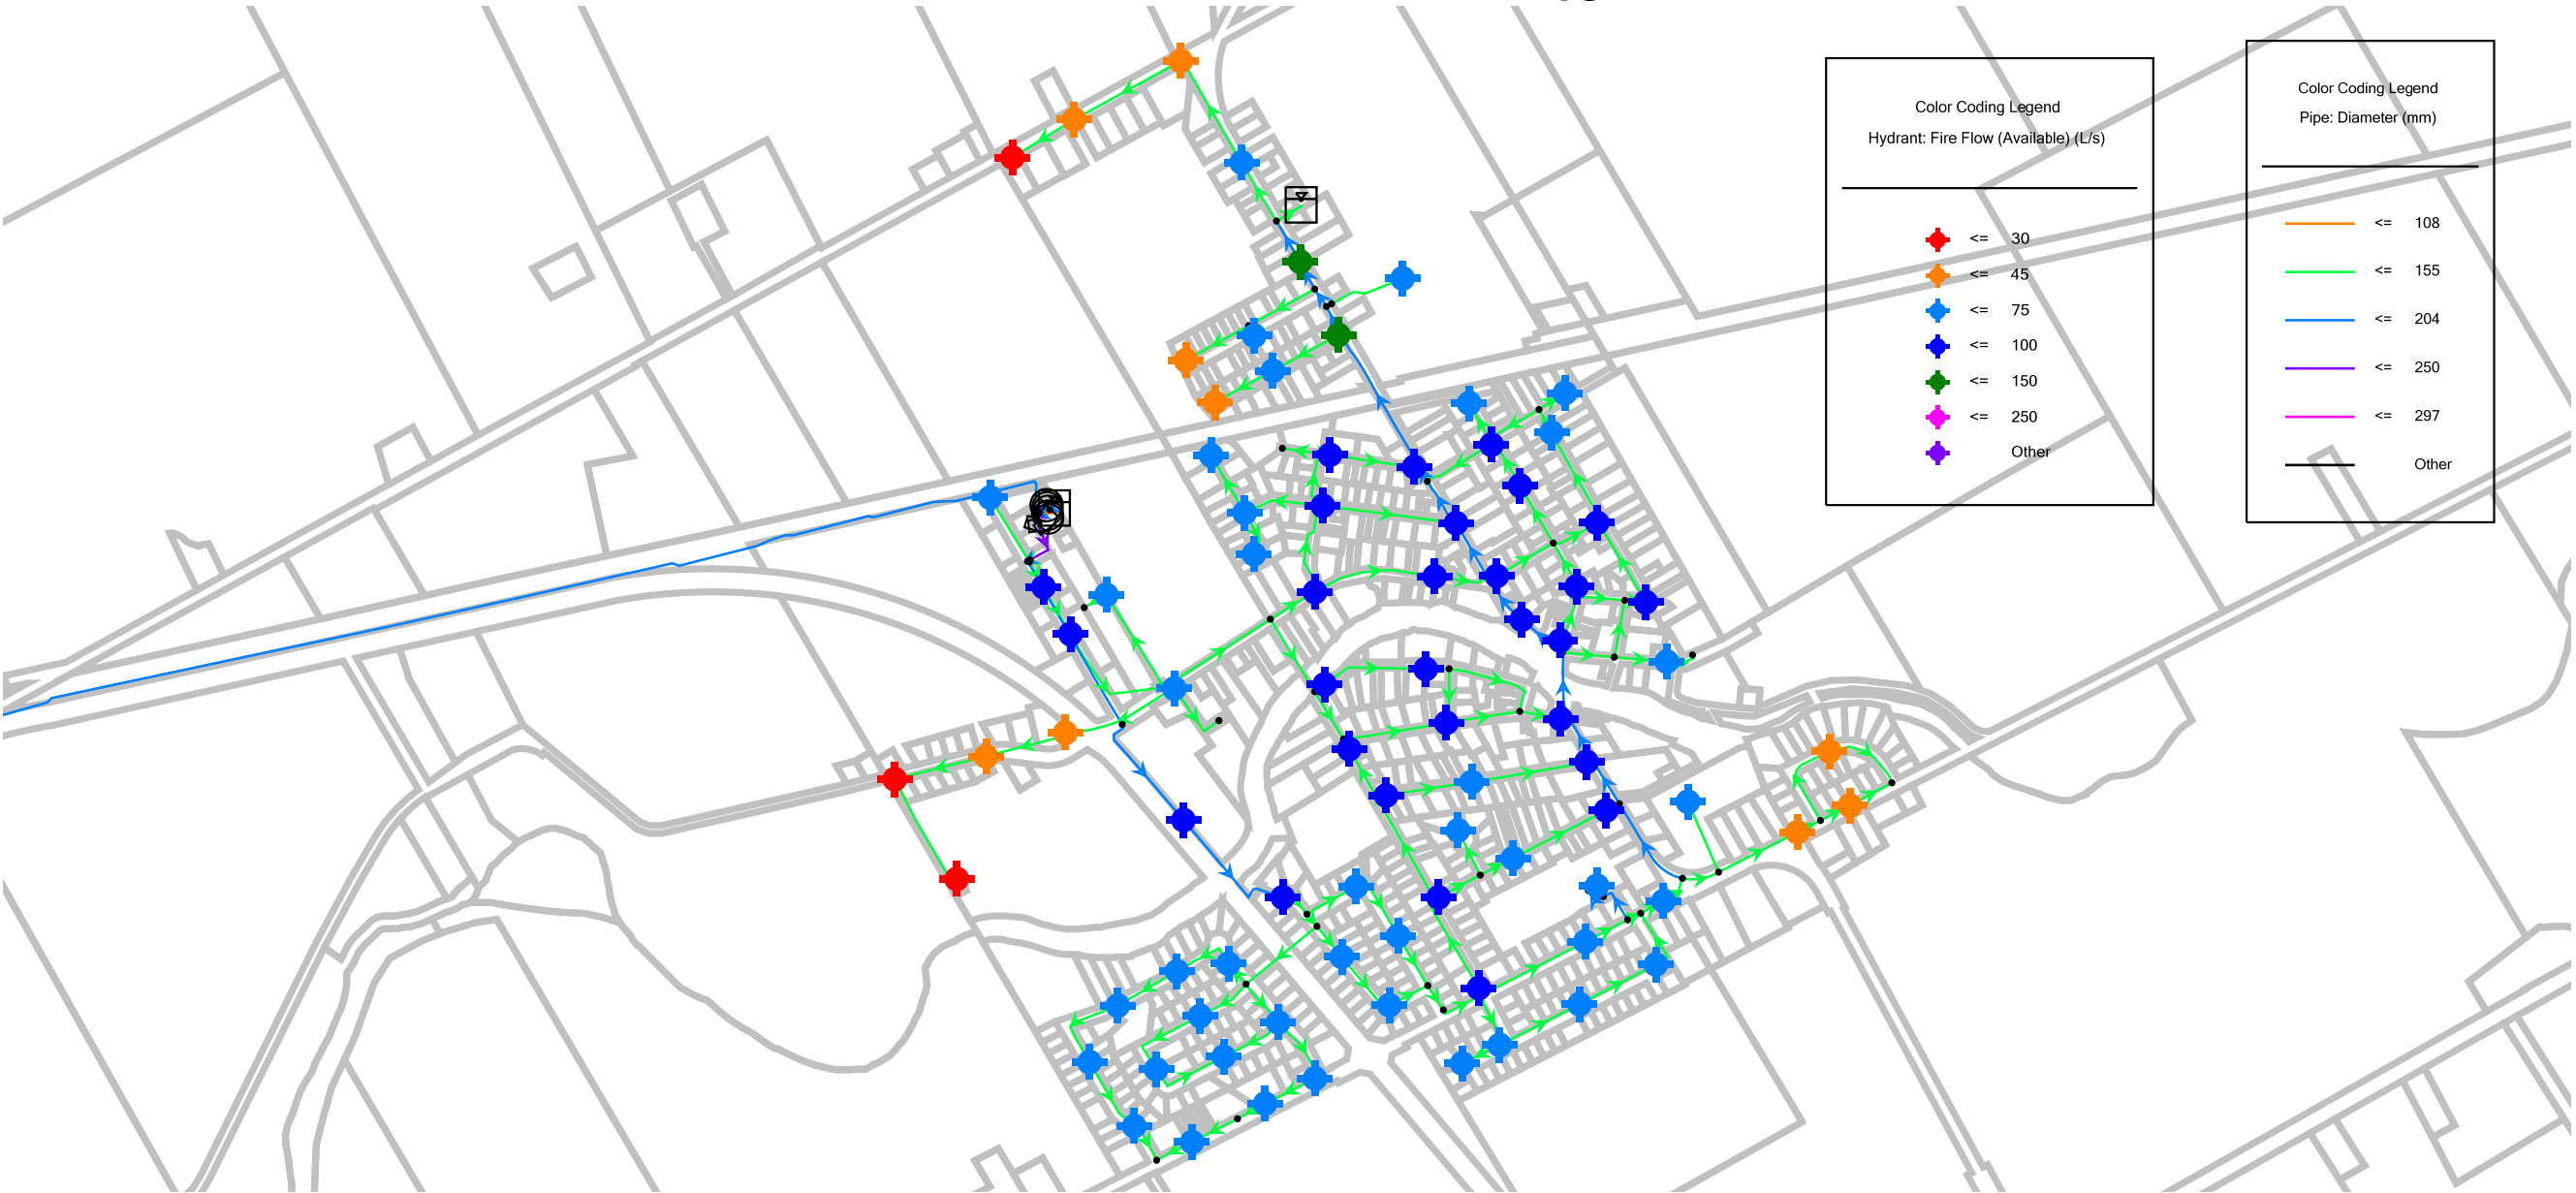 Color Coding Legend
Hydrant: Fire Flow (Available) (L/s)
<= 30
<= 45
<= 75
<= 100
<= 150
<= 250
Other
Color Coding Legend
Pipe: Diameter (mm)
<= 108
<= 155
<= 204
<= 250
<= 297
Other